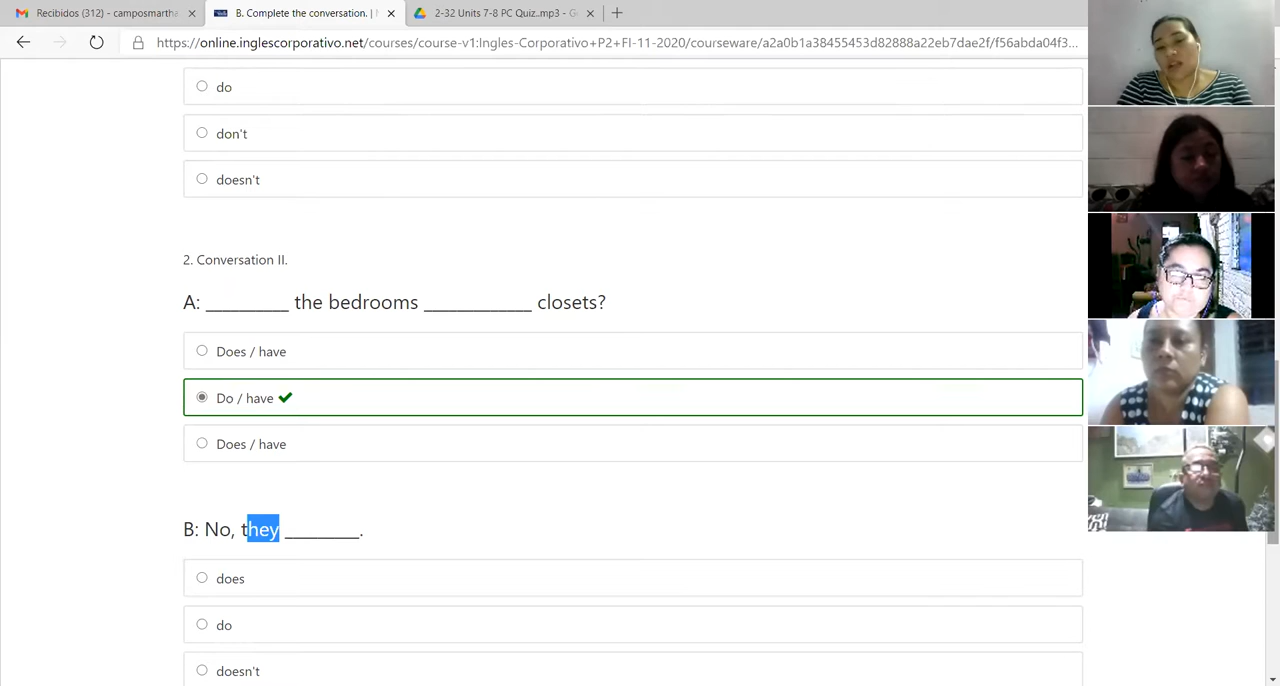 Recibidos (312) - camposmartha
B. Complete the conversation. |
2-32 Units 7-8 PC Quiz..mp3 - G
https://online.inglescorporativo.net/courses/course-v1:Ingles-Corporativo+P2+FI-11-2020/courseware/a2a0b1a38455453d82888a22eb7dae2f/f56abda04f3...
do
don't
doesn't
2. Conversation II.
A: __________ the bedrooms _____________ closets?
Does / have
Do / have
Does / have
B: No, they _________.
does
do
doesn't